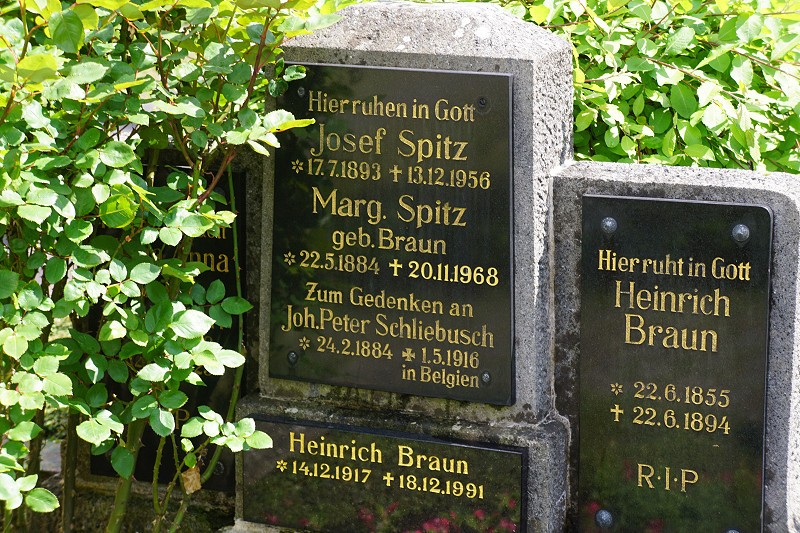 Hier ruhen in Gott
Josef Spitz
* 17.7.1893 ✝ 13.12.1956
Marg. Spitz
geb. Braun
* 22.5.1884 ✝ 20.11.1968
Zum Gedenken an
Joh. Peter Schliebusch
* 24.2.1884 ✠ 1.5.1916
in Belgien
Heinrich Braun
* 14.12.1917 ✝ 18.12.1991
Hier ruht in Gott
Heinrich
Braun
* 22.6.1855
✝ 22.6.1894
R·I·P